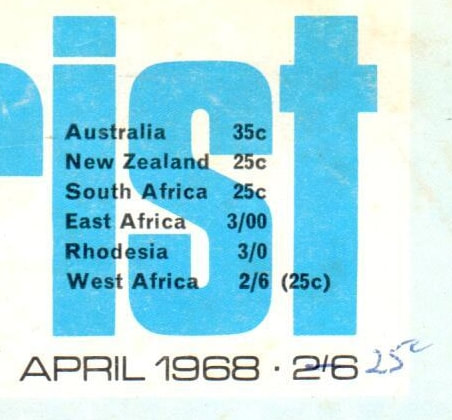 rist
Australia 35c
New Zealand 25c
South Africa 25c
East Africa 3/00
Rhodesia 3/0
West Africa 2/6 (25c)
APRIL 1968 · 2/6 25c